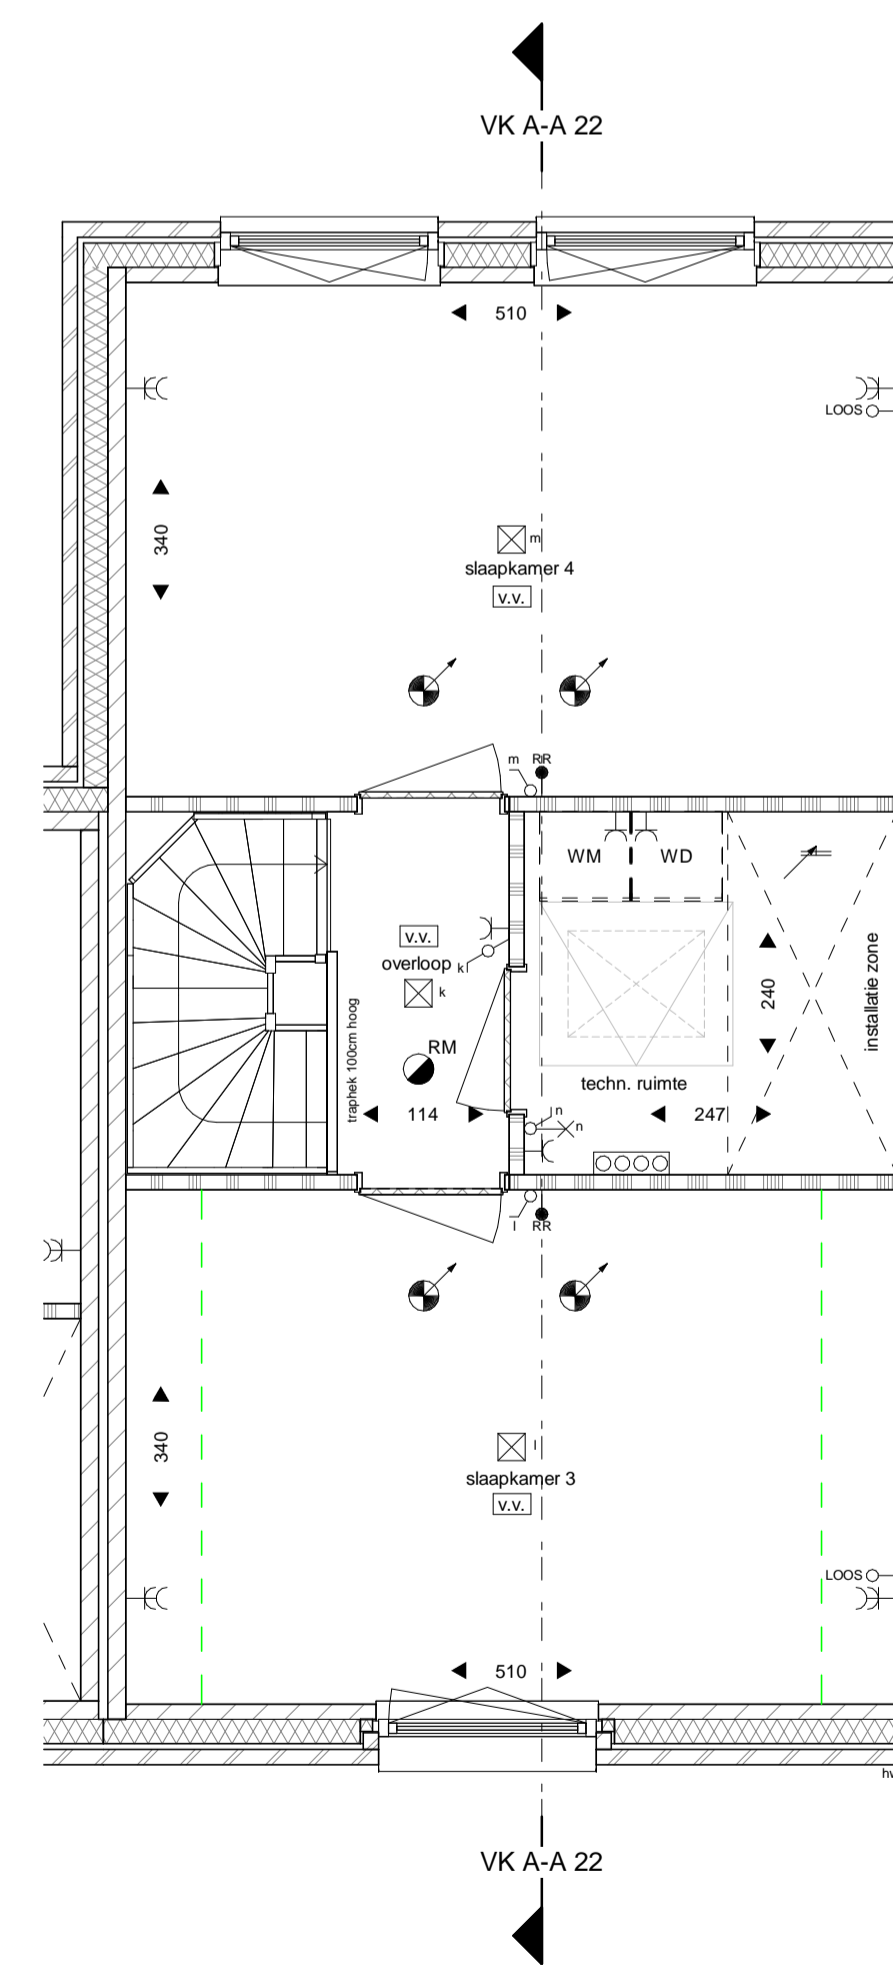 VK A-A 22
510
LOOS
340
m
slaapkamer 4
v.v.
m RR
WM WD
v.v.
overloop k
k
installatie zone
240
traphek 100cm hoog
RM
techn. ruimte
114
247
n
n
l RR
340
l
slaapkamer 3
v.v.
LOOS
510
hw
VK A-A 22